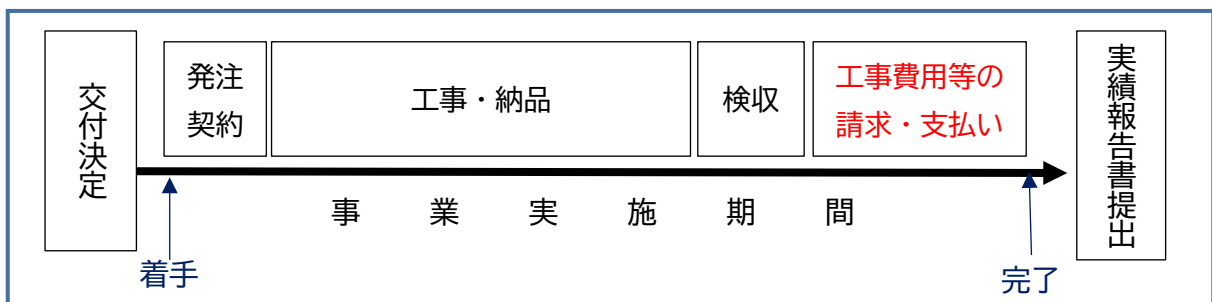 交付決定
発注
契約
工事・納品
検収
工事費用等の
請求・支払い
実績報告書提出
事業実施期間
着手
完了